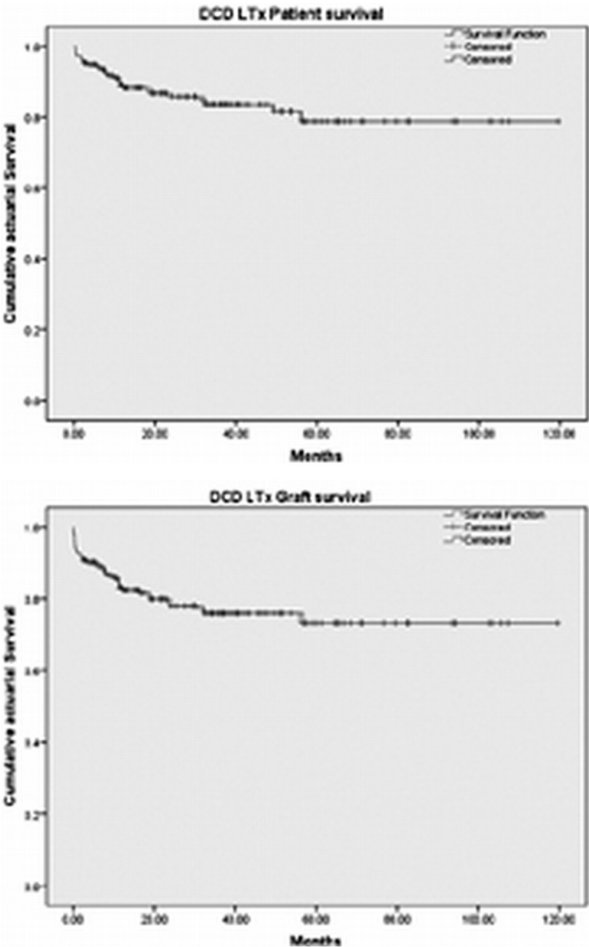 DCD LTx Patient survival
Survival Function
Censored
Censored
Cumulative actuarial Survival
1.0
0.8
0.6
0.4
0.2
0.0
0.00 20.00 40.00 60.00 80.00 100.00 120.00
Months
DCD LTx Graft survival
Survival Function
Censored
Censored
Cumulative actuarial Survival
1.0
0.8
0.6
0.4
0.2
0.0
0.00 20.00 40.00 60.00 80.00 100.00 120.00
Months